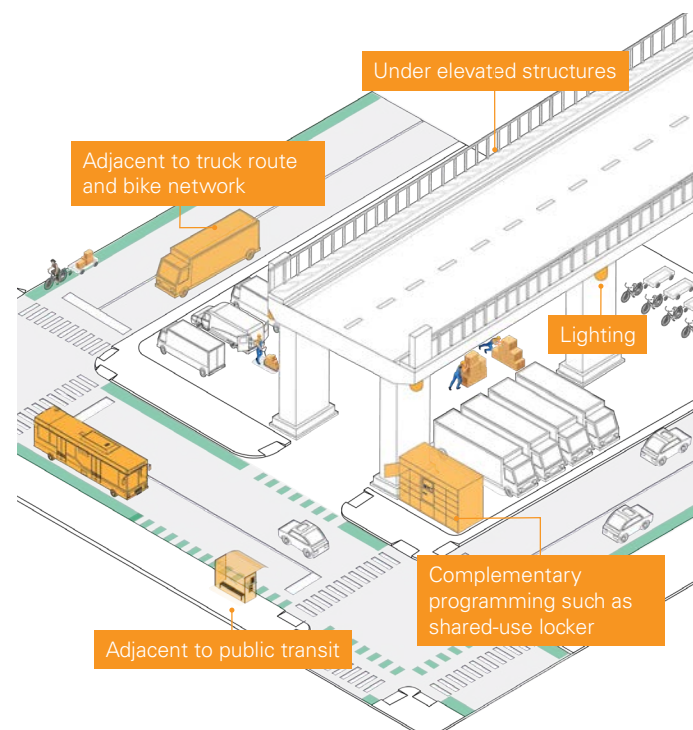 Under elevated structures
Adjacent to truck route
and bike network
Lighting
Complementary
programming such as
shared-use locker
Adjacent to public transit